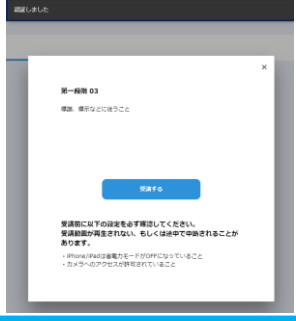 認証しました
×
第一段階 03
標識、標示などに従うこと
受講する
受講前に以下の設定を必ず確認してください。
受講動画が再生されない、もしくは途中で中断されることが
あります。
・iPhone/iPadは省電力モードがOFFになっていること
・カメラへのアクセスが許可されていること